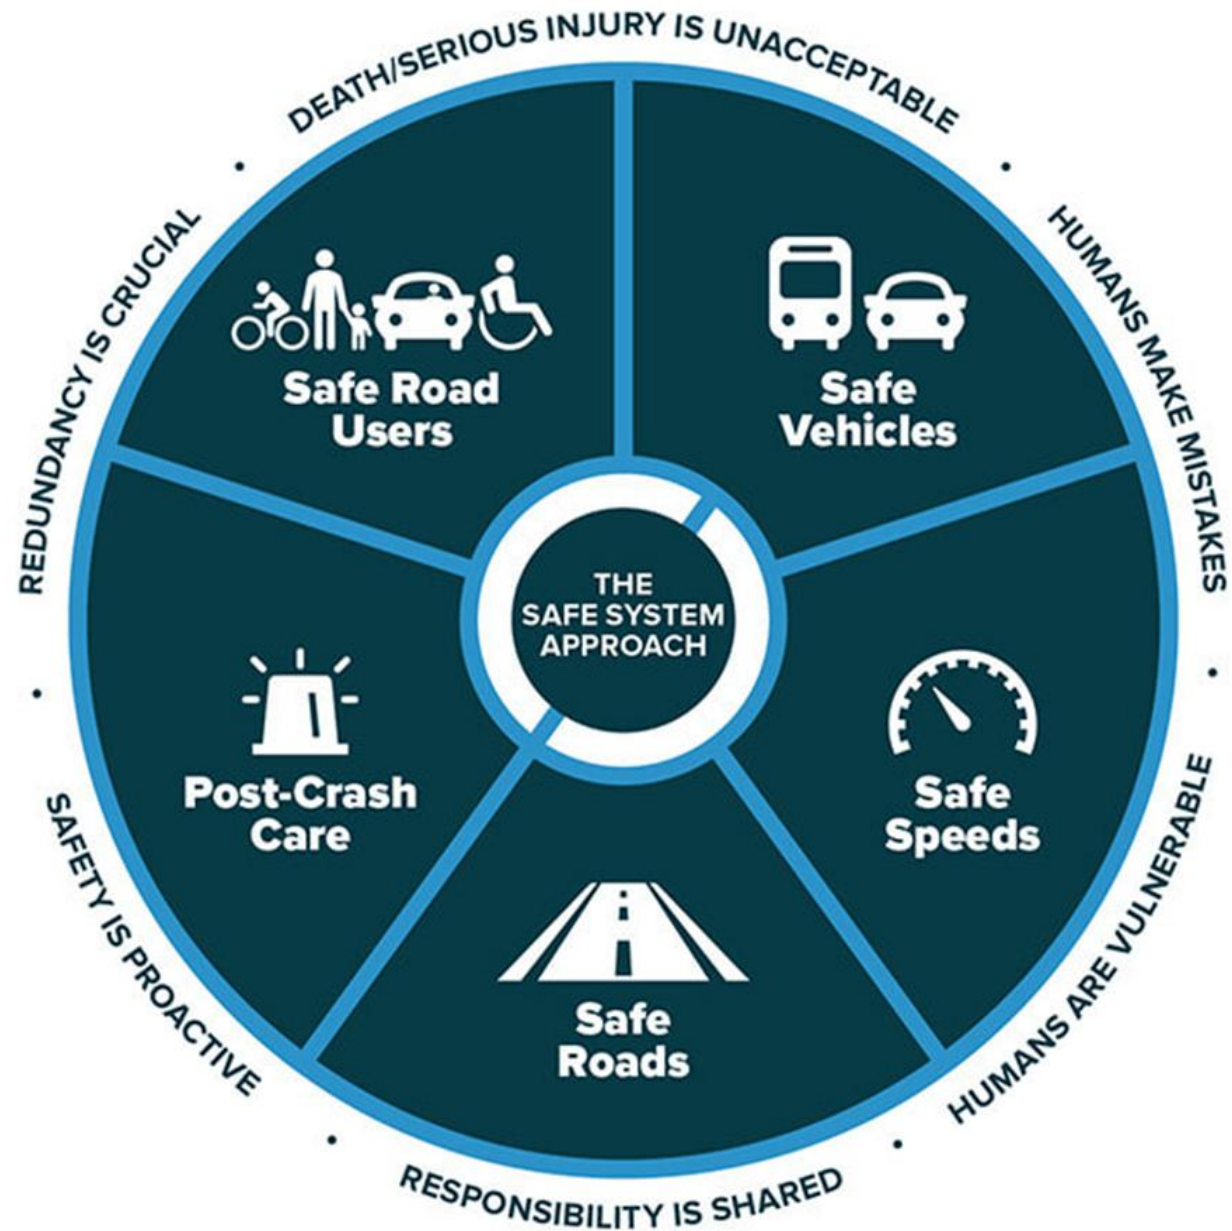 DEATH/SERIOUS INJURY IS UNACCEPTABLE
HUMANS MAKE MISTAKES
HUMANS ARE VULNERABLE
RESPONSIBILITY IS SHARED
SAFETY IS PROACTIVE
REDUNDANCY IS CRUCIAL
Safe Road
Users
Safe
Vehicles
Safe
Speeds
Safe
Roads
Post-Crash
Care
THE
SAFE SYSTEM
APPROACH